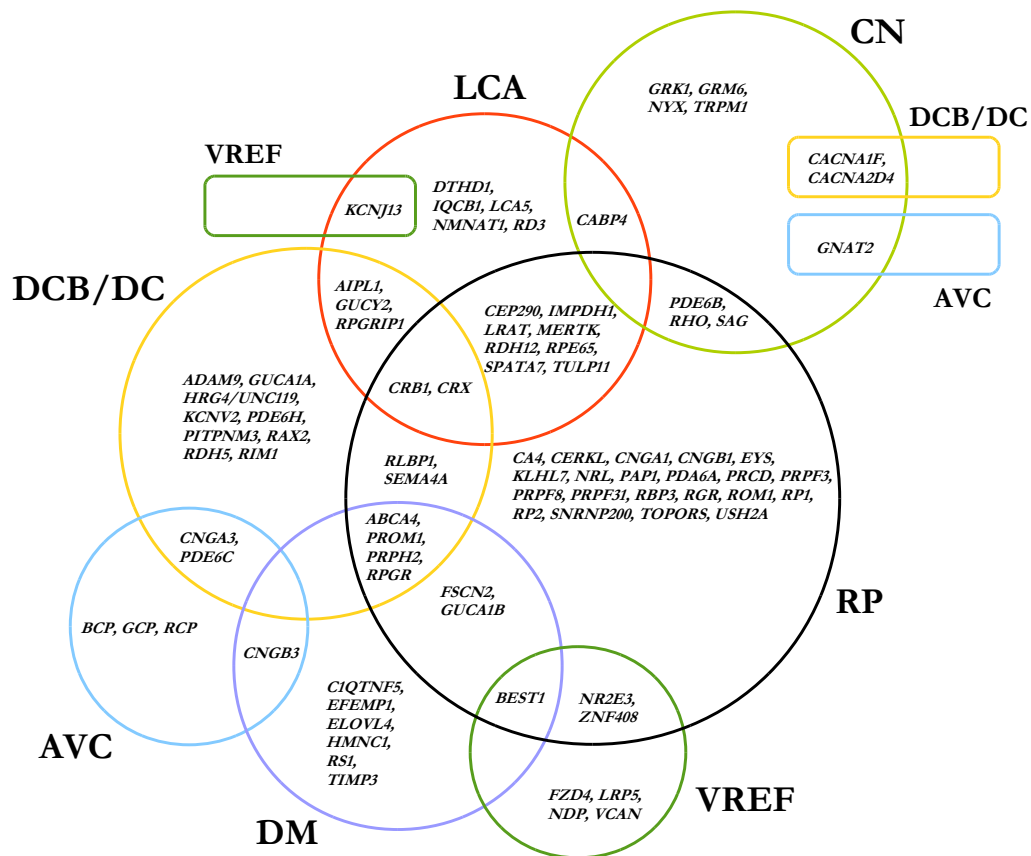 CN
LCA
GRK1, GRM6,
NYX, TRPM1
DCB/DC
VREF
CACNA1F,
CACNA2D4
KCNJ13
DTHD1,
IQCB1, LCA5,
NMNAT1, RD3
CABP4
GNAT2
AVC
DCB/DC
AIPL1,
GUCY2,
RPGRIP1
CEP290, IMPDH1,
LRAT, MERTK,
RDH12, RPE65,
SPATA7, TULP11
PDE6B,
RHO, SAG
CRB1, CRX
ADAM9, GUCA1A,
HRG4/UNC119,
KCNV2, PDE6H,
PITPNM3, RAX2,
RDH5, RIM1
RLBP1,
SEMA4A
CA4, CERKL, CNGA1, CNGB1, EYS,
KLHL7, NRL, PAP1, PDA6A, PRCD, PRPF3,
PRPF8, PRPF31, RBP3, RGR, ROM1, RP1,
RP2, SNRNP200, TOPORS, USH2A
ABCA4,
PROM1,
PRPH2,
RPGR
CNGA3,
PDE6C
FSCN2,
GUCA1B
RP
BCP, GCP, RCP
CNGB3
C1QTNF5,
EFEMP1,
ELOVL4,
HMNC1,
RS1,
TIMP3
BEST1
NR2E3,
ZNF408
AVC
FZD4, LRP5,
NDP, VCAN
VREF
DM